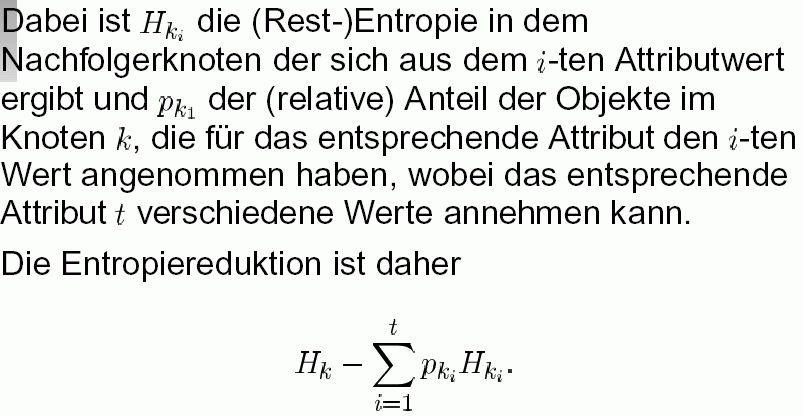 Dabei ist $H_{k_i}$ die (Rest-)Entropie in dem
Nachfolgerknoten der sich aus dem $i$-ten Attributwert
ergibt und $p_{k_1}$ der (relative) Anteil der Objekte im
Knoten $k$, die für das entsprechende Attribut den $i$-ten
Wert angenommen haben, wobei das entsprechende
Attribut $t$ verschiedene Werte annehmen kann.
Die Entropiereduktion ist daher
$H_k - \sum_{i=1}^{t} p_{k_i} H_{k_i}.$